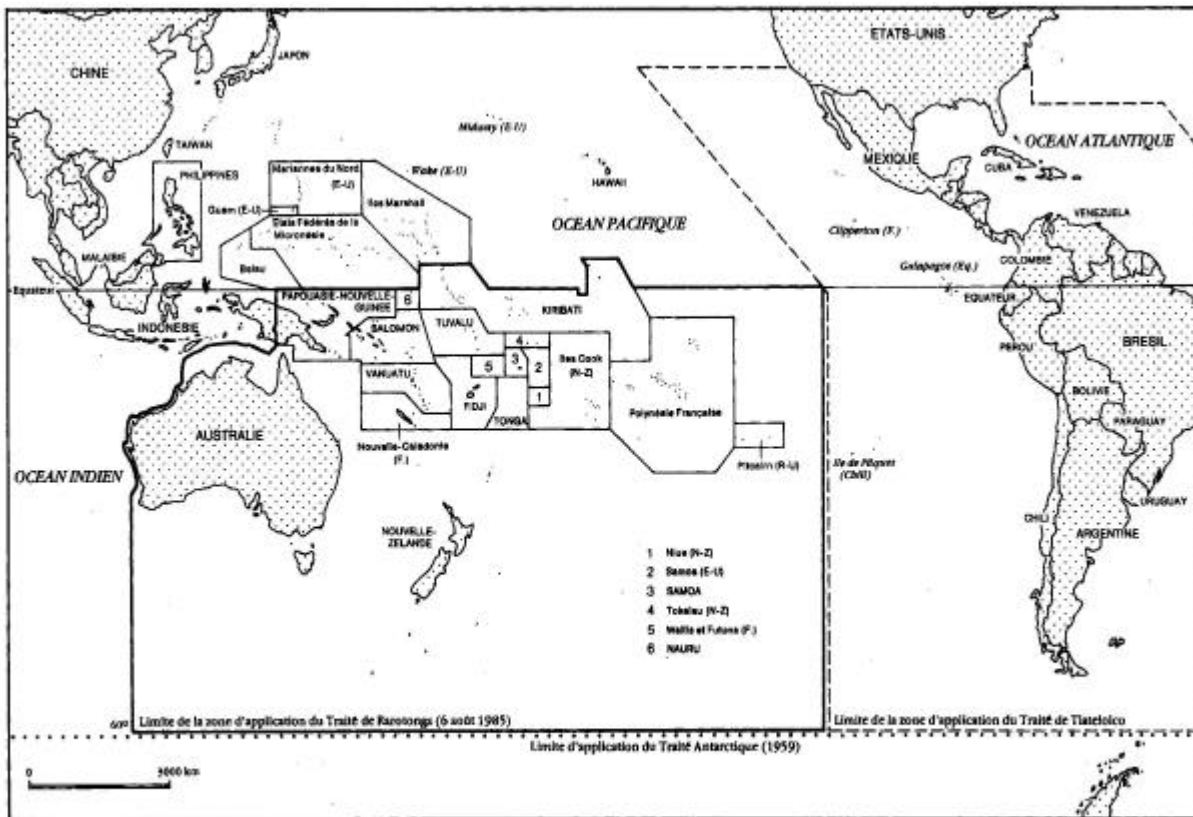 ETATS-UNIS
JAPON
CHINE
Midway (E-U)
OCEAN ATLANTIQUE
TAIWAN
MEXIQUE
CUBA
PHILIPPINES
Mariannes du Nord
(E-U)
Wake (E-U)
HAWAII
Iles Marshall
Guam (E-U)
VENEZUELA
OCEAN PACIFIQUE
Etats Fédérés de la
Micronésie
Clipperton (F.)
MALAISIE
COLOMBIE
Galapagos (Eq.)
Belau
Equateur
EQUATEUR
PAPOUASIE-NOUVELLE-
GUINEE
6
KIRIBATI
INDONESIE
SALOMON
TUVALU
PEROU
BRESIL
4
3
2
Iles Cook
(N-Z)
5
VANUATU
BOLIVIE
1
FIDJI
Polynésie Française
TONGA
PARAGUAY
AUSTRALIE
Nouvelle-Calédonie
(F.)
Pitcairn (R-U)
Ile de Pâques
(Chili)
OCEAN INDIEN
URUGUAY
CHILI
NOUVELLE-
ZELANDE
ARGENTINE
1 Niue (N-Z)
2 Samoa (E-U)
3 SAMOA
4 Tokelau (N-Z)
5 Wallis et Futuna (F.)
6 NAURU
60°
Limite de la zone d'application du Traité de Rarotonga (6 août 1985)
Limite de la zone d'application du Traité de Tlatelolco
Limite d'application du Traité Antarctique (1959)
0 3000 km